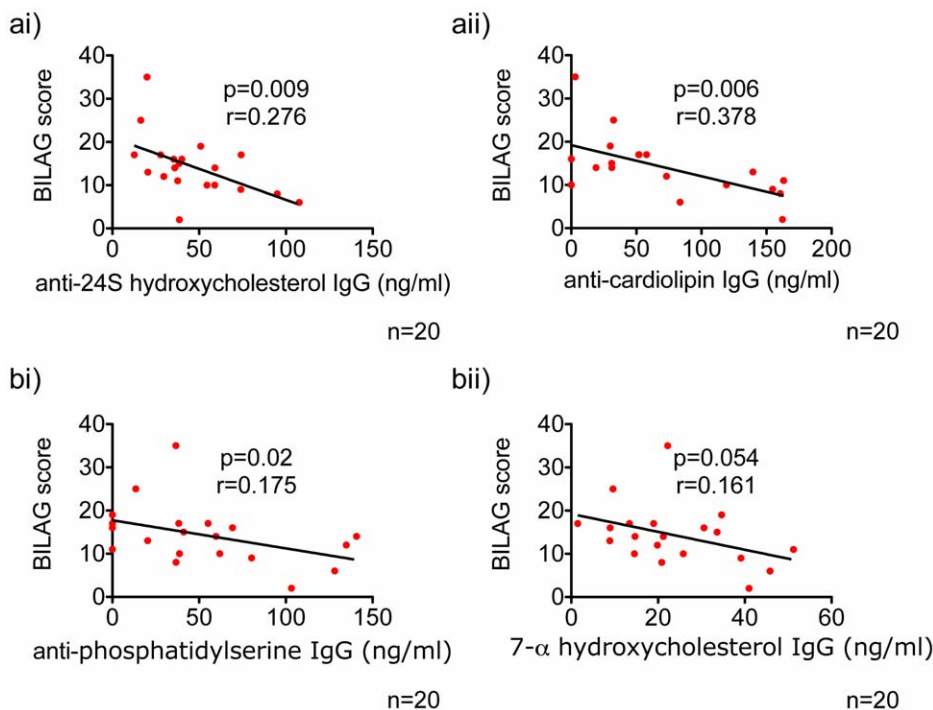 ai)
BILAG score
40
30
20
10
0
p=0.009
r=0.276
0 50 100 150
anti-24S hydroxycholesterol IgG (ng/ml)
n=20
aii)
BILAG score
40
30
20
10
0
p=0.006
r=0.378
0 50 100 150 200
anti-cardiolipin IgG (ng/ml)
n=20
bi)
BILAG score
40
30
20
10
0
p=0.02
r=0.175
0 50 100 150
anti-phosphatidylserine IgG (ng/ml)
n=20
bii)
BILAG score
40
30
20
10
0
p=0.054
r=0.161
0 20 40 60
7-α hydroxycholesterol IgG (ng/ml)
n=20